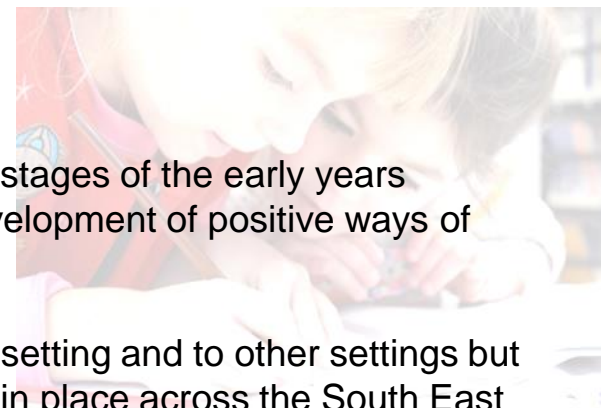 stages of the early years
velopment of positive ways of
setting and to other settings but
in place across the South East